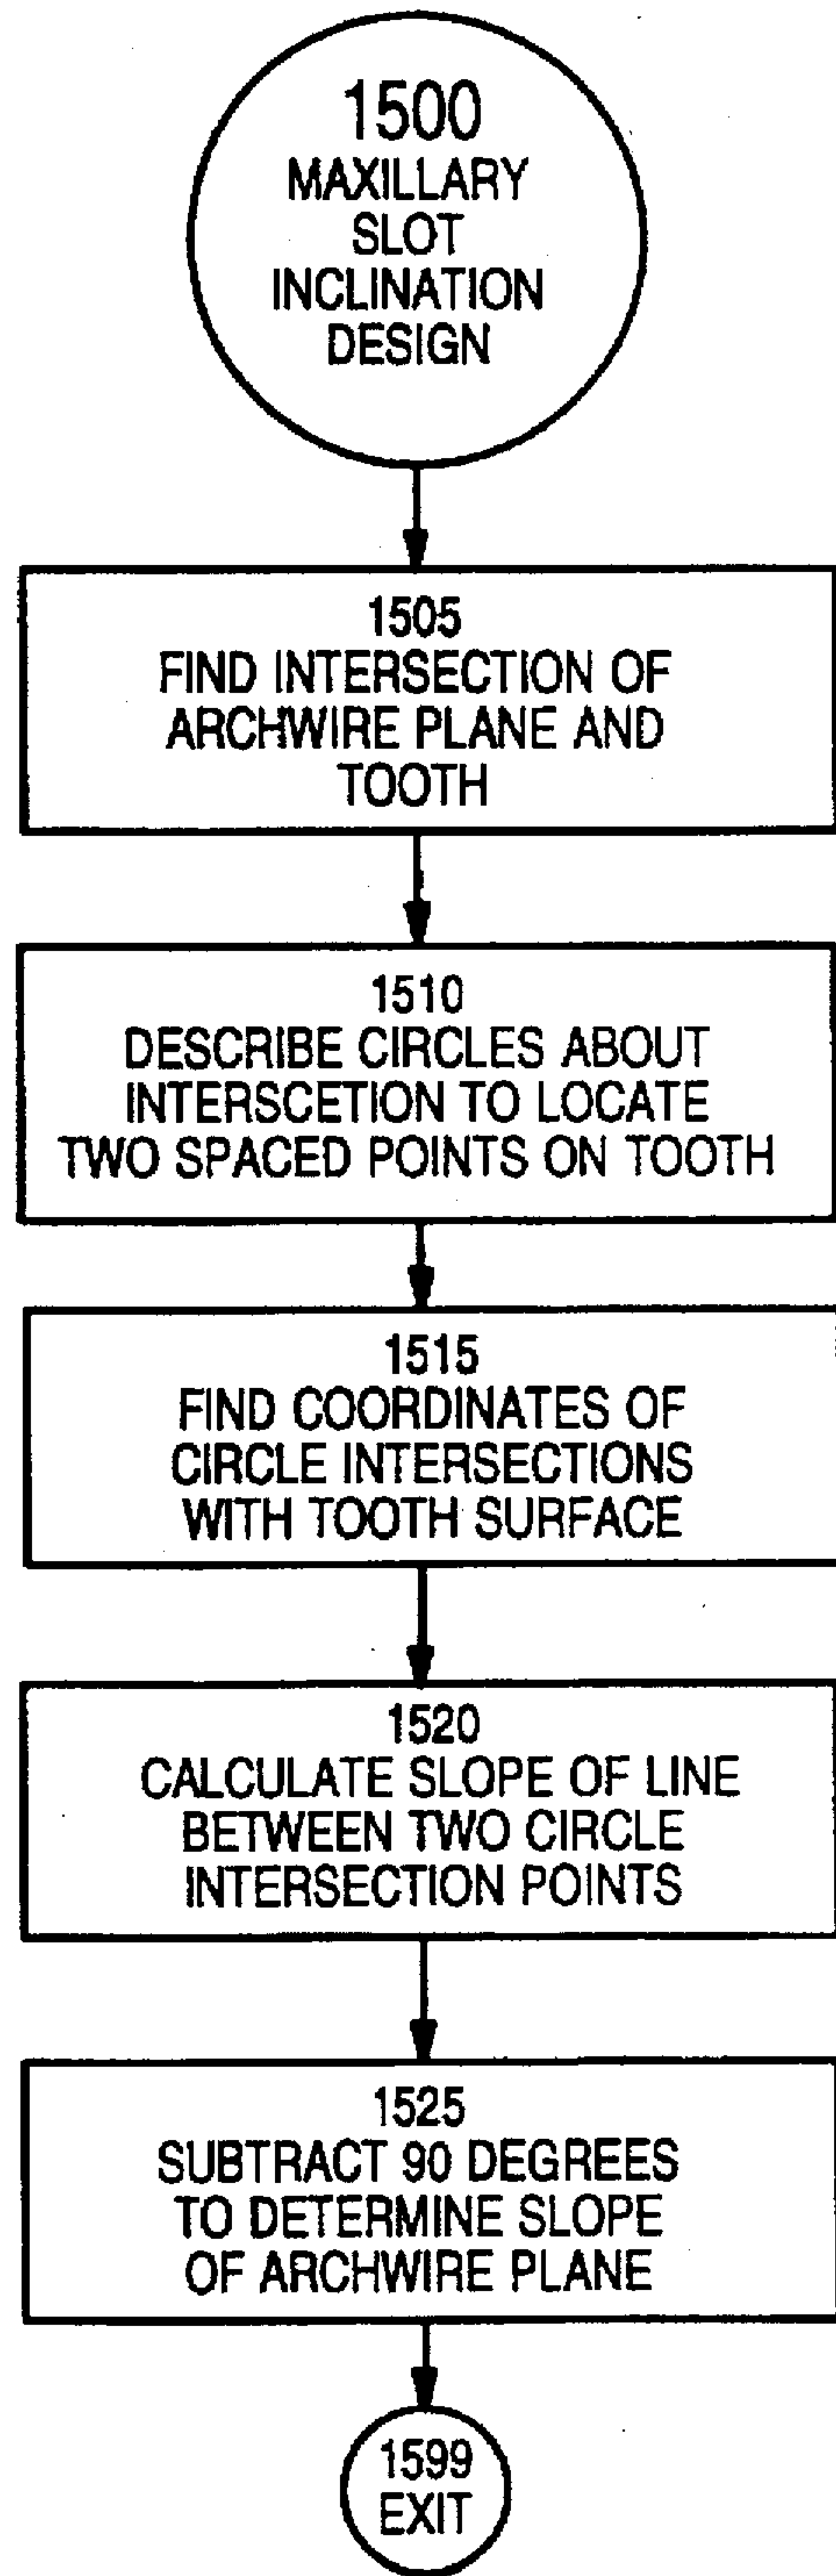 1500
MAXILLARY
SLOT
INCLINATION
DESIGN
1505
FIND INTERSECTION OF
ARCHWIRE PLANE AND
TOOTH
1510
DESCRIBE CIRCLES ABOUT
INTERSCETION TO LOCATE
TWO SPACED POINTS ON TOOTH
1515
FIND COORDINATES OF
CIRCLE INTERSECTIONS
WITH TOOTH SURFACE
1520
CALCULATE SLOPE OF LINE
BETWEEN TWO CIRCLE
INTERSECTION POINTS
1525
SUBTRACT 90 DEGREES
TO DETERMINE SLOPE
OF ARCHWIRE PLANE
1599
EXIT